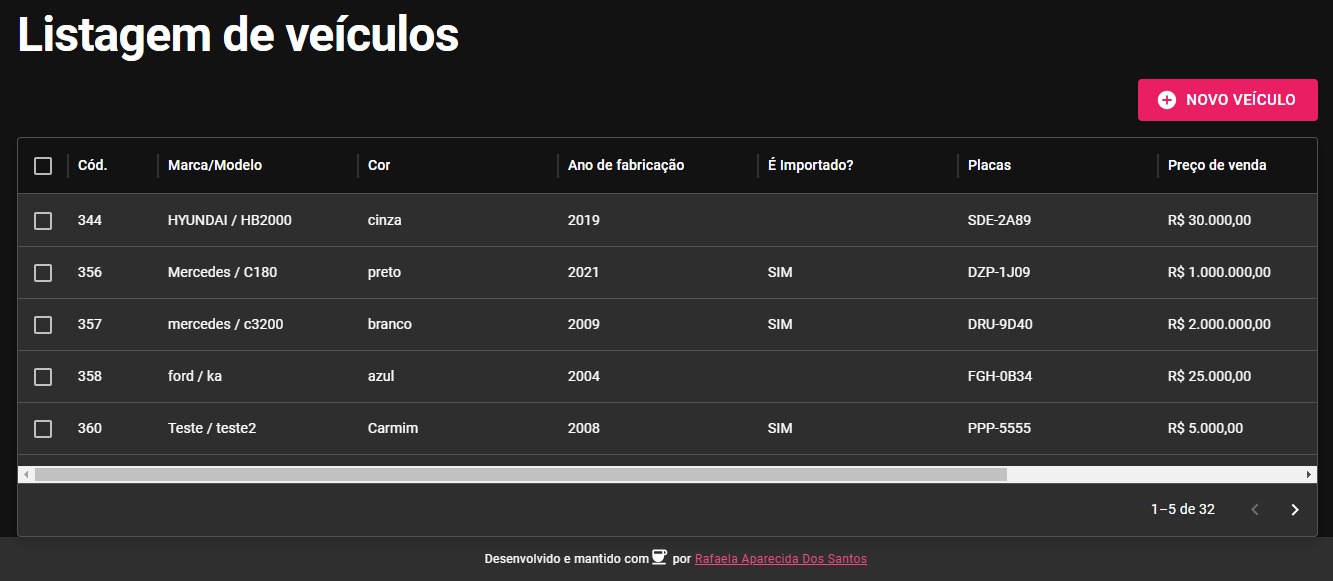 Listagem de veículos
NOVO VEÍCULO
Cód. Marca/Modelo Cor Ano de fabricação É Importado? Placas Preço de venda
344 HYUNDAI / HB2000 cinza 2019 SDE-2A89 R$ 30.000,00
356 Mercedes / C180 preto 2021 SIM DZP-1J09 R$ 1.000.000,00
357 mercedes / c3200 branco 2009 SIM DRU-9D40 R$ 2.000.000,00
358 ford / ka azul 2004 FGH-0B34 R$ 25.000,00
360 Teste / teste2 Carmim 2008 SIM PPP-5555 R$ 5.000,00
1–5 de 32
Desenvolvido e mantido com por Rafaela Aparecida Dos Santos